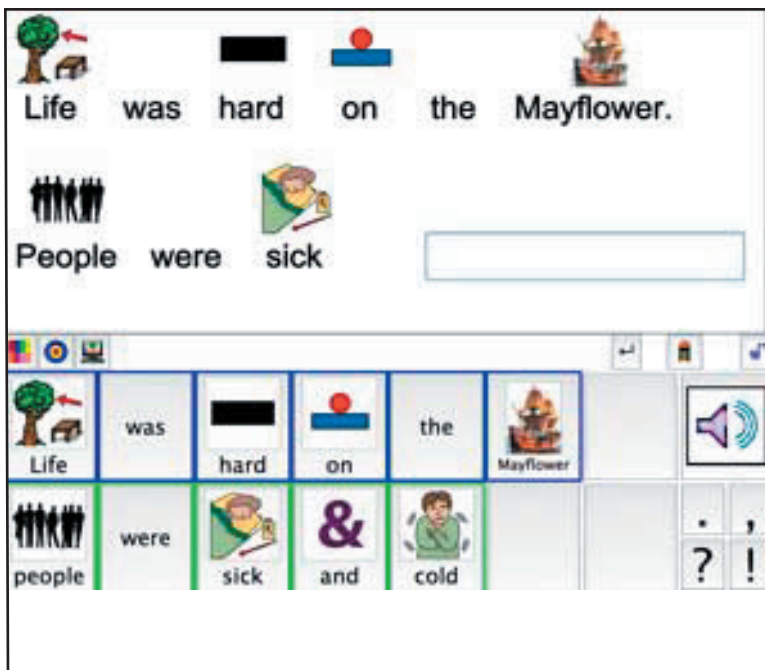 Life was hard on the Mayflower.
People were sick
Life was hard on the Mayflower
people were sick & and cold
. ,
? !